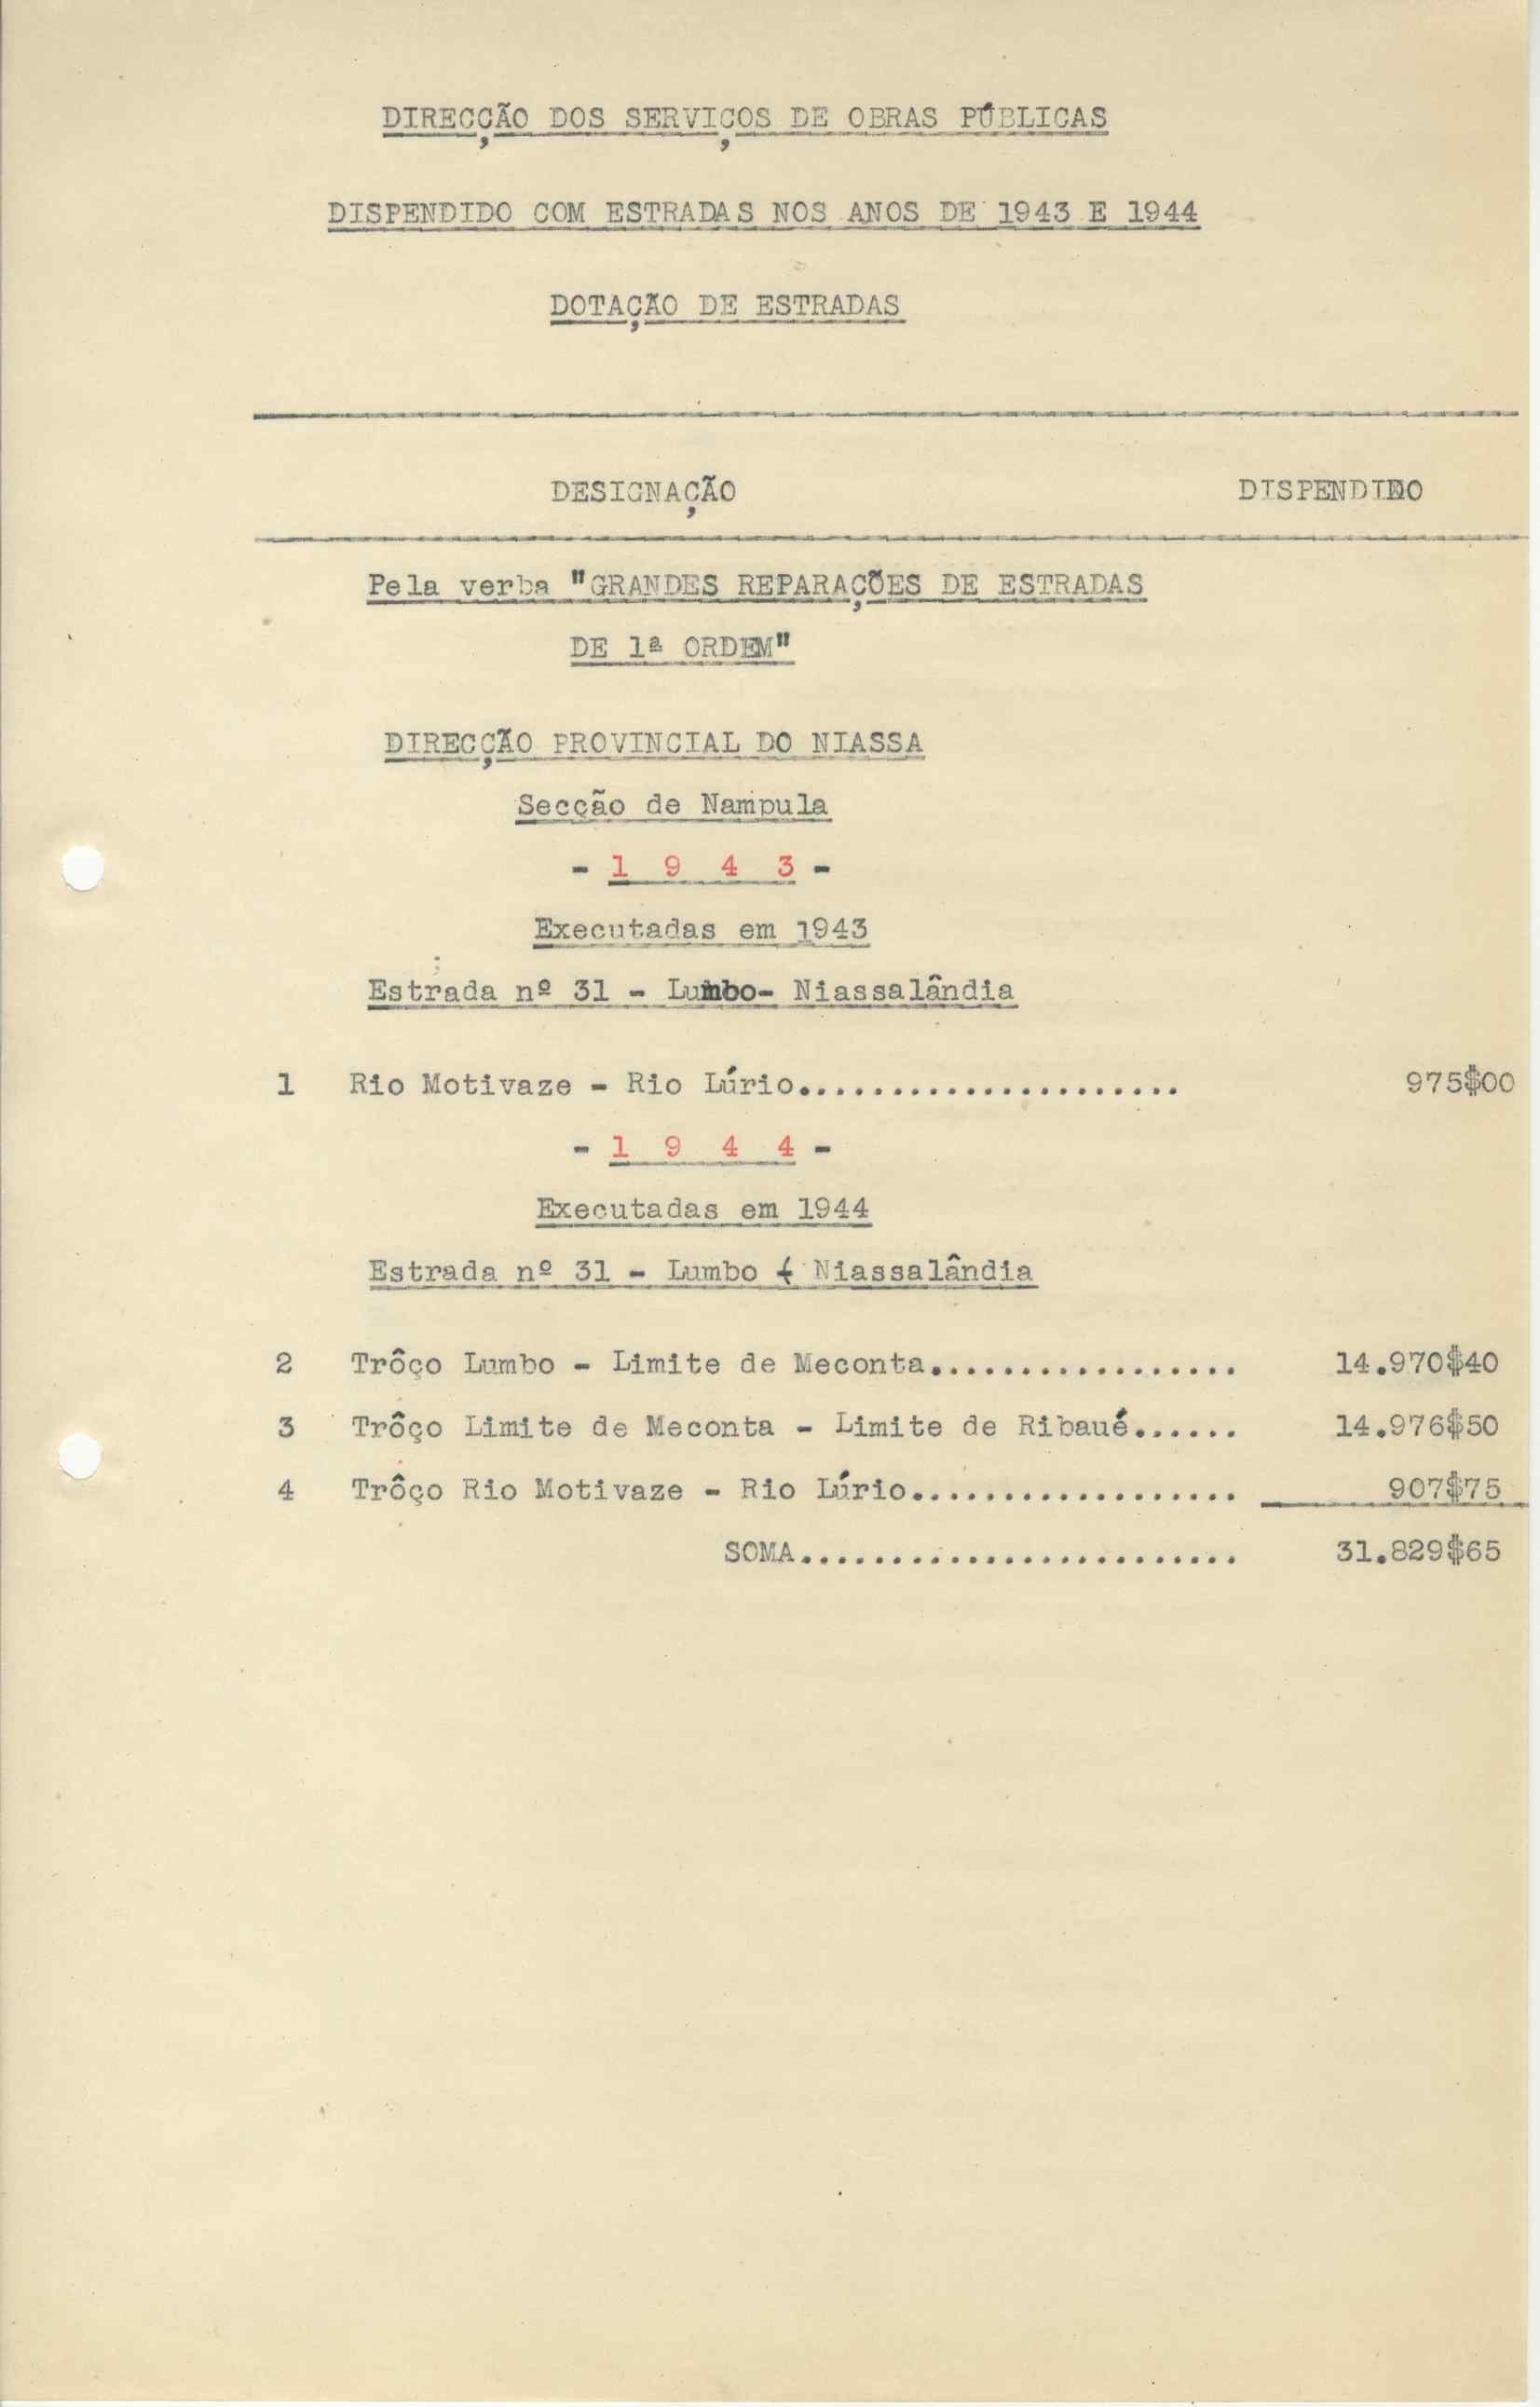 DIRECÇÃO DOS SERVIÇOS DE OBRAS PÚBLICAS
DISPENDIDO COM ESTRADAS NOS ANOS DE 1943 E 1944
DOTAÇÃO DE ESTRADAS
DESIGNAÇÃO DISPENDIDO
Pela verba "GRANDES REPARAÇÕES DE ESTRADAS
DE 1ª ORDEM"
DIRECÇÃO PROVINCIAL DO NIASSA
Secção de Nampula
- 1 9 4 3 -
Executadas em 1943
Estrada nº 31 - Lumbo- Niassalândia
1 Rio Motivaze - Rio Lúrio..................... 975$00
- 1 9 4 4 -
Executadas em 1944
Estrada nº 31 - Lumbo - Niassalândia
2 Trôço Lumbo - Limite de Meconta................. 14.970$40
3 Trôço Limite de Meconta - Limite de Ribaué...... 14.976$50
4 Trôço Rio Motivaze - Rio Lúrio.................. 907$75
SOMA........................ 31.829$65